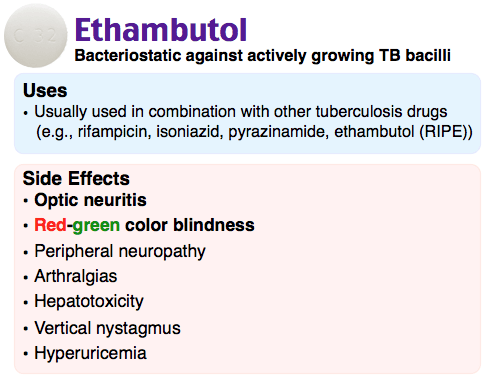 C 32
Ethambutol
Bacteriostatic against actively growing TB bacilli
Uses
• Usually used in combination with other tuberculosis drugs
(e.g., rifampicin, isoniazid, pyrazinamide, ethambutol (RIPE))
Side Effects
• Optic neuritis
• Red-green color blindness
• Peripheral neuropathy
• Arthralgias
• Hepatotoxicity
• Vertical nystagmus
• Hyperuricemia